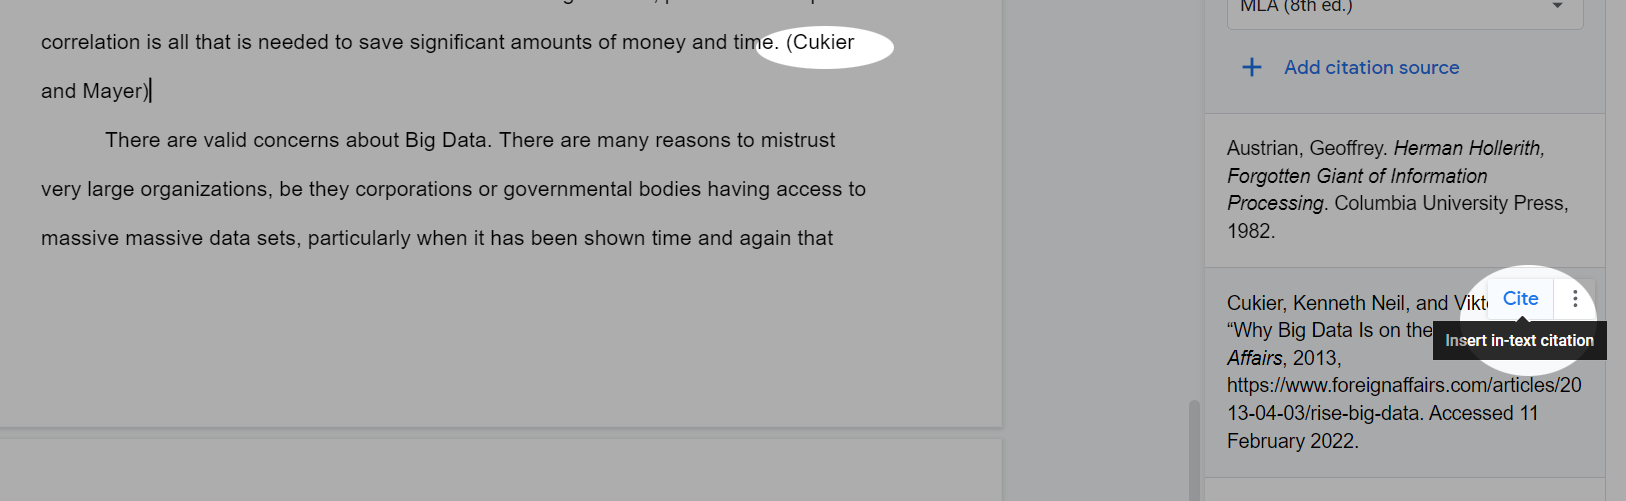 correlation is all that is needed to save significant amounts of money and time. (Cukier
and Mayer)
There are valid concerns about Big Data. There are many reasons to mistrust
very large organizations, be they corporations or governmental bodies having access to
massive massive data sets, particularly when it has been shown time and again that
MLA (8th ed.)
+ Add citation source
Austrian, Geoffrey. Herman Hollerith,
Forgotten Giant of Information
Processing. Columbia University Press,
1982.
Cukier, Kenneth Neil, and
Cite
“Why Big Data Is on the
Insert in-text citation
Affairs, 2013,
https://www.foreignaffairs.com/articles/20
13-04-03/rise-big-data. Accessed 11
February 2022.